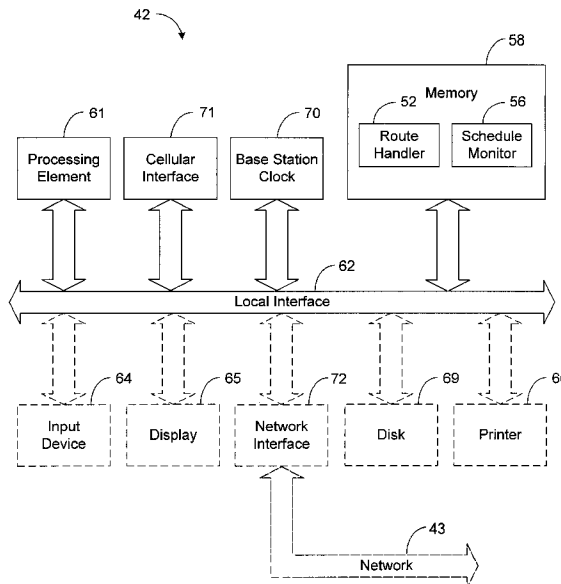 42
58
Memory
61
71
70
52
56
Processing
Element
Cellular
Interface
Base Station
Clock
Route
Handler
Schedule
Monitor
62
Local Interface
64
65
72
69
Input
Device
Display
Network
Interface
Disk
Printer
43
Network